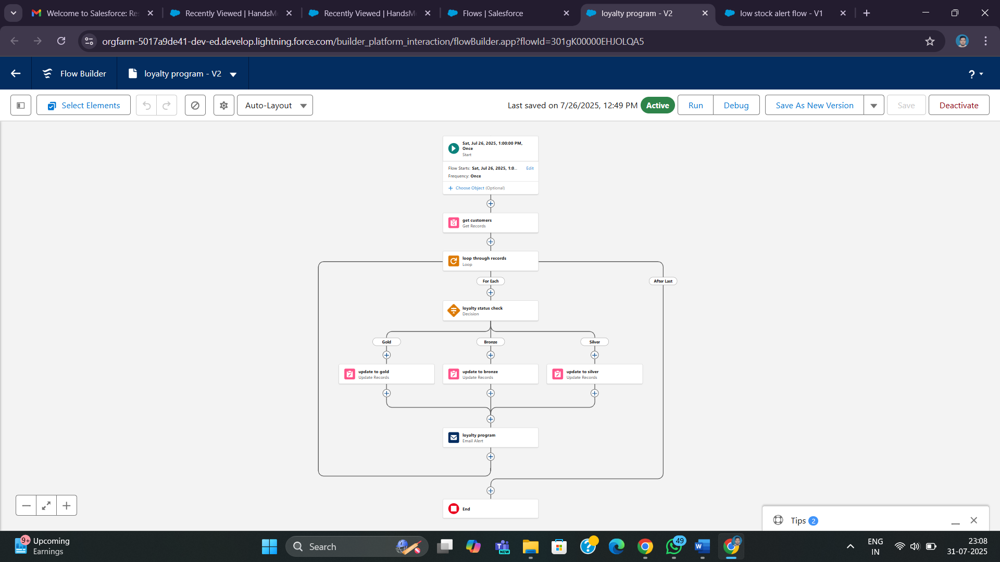 Welcome to Salesforce: Res
Recently Viewed | HandsM
Recently Viewed | HandsM
Flows | Salesforce
loyalty program - V2
low stock alert flow - V1
orgfarm-5017a9de41-dev-ed.develop.lightning.force.com/builder_platform_interaction/flowBuilder.app?flowId=301gK00000EHJOLQA5
Flow Builder
loyalty program - V2
?
Select Elements
Auto-Layout
Last saved on 7/26/2025, 12:49 PM
Active
Run
Debug
Save As New Version
Save
Deactivate
Sat, Jul 26, 2025, 1:00:00 PM,
Once
Start
Flow Starts: Sat, Jul 26, 2025, 1:0... Edit
Frequency: Once
+ Choose Object (Optional)
get customers
Get Records
loop through records
Loop
For Each
After Last
loyalty status check
Decision
Gold
Bronze
Silver
update to gold
Update Records
update to bronze
Update Records
update to silver
Update Records
loyalty program
Email Alert
End
Tips 2
9+
Upcoming
Earnings
Search
NEW
49
ENG
IN
23:08
31-07-2025